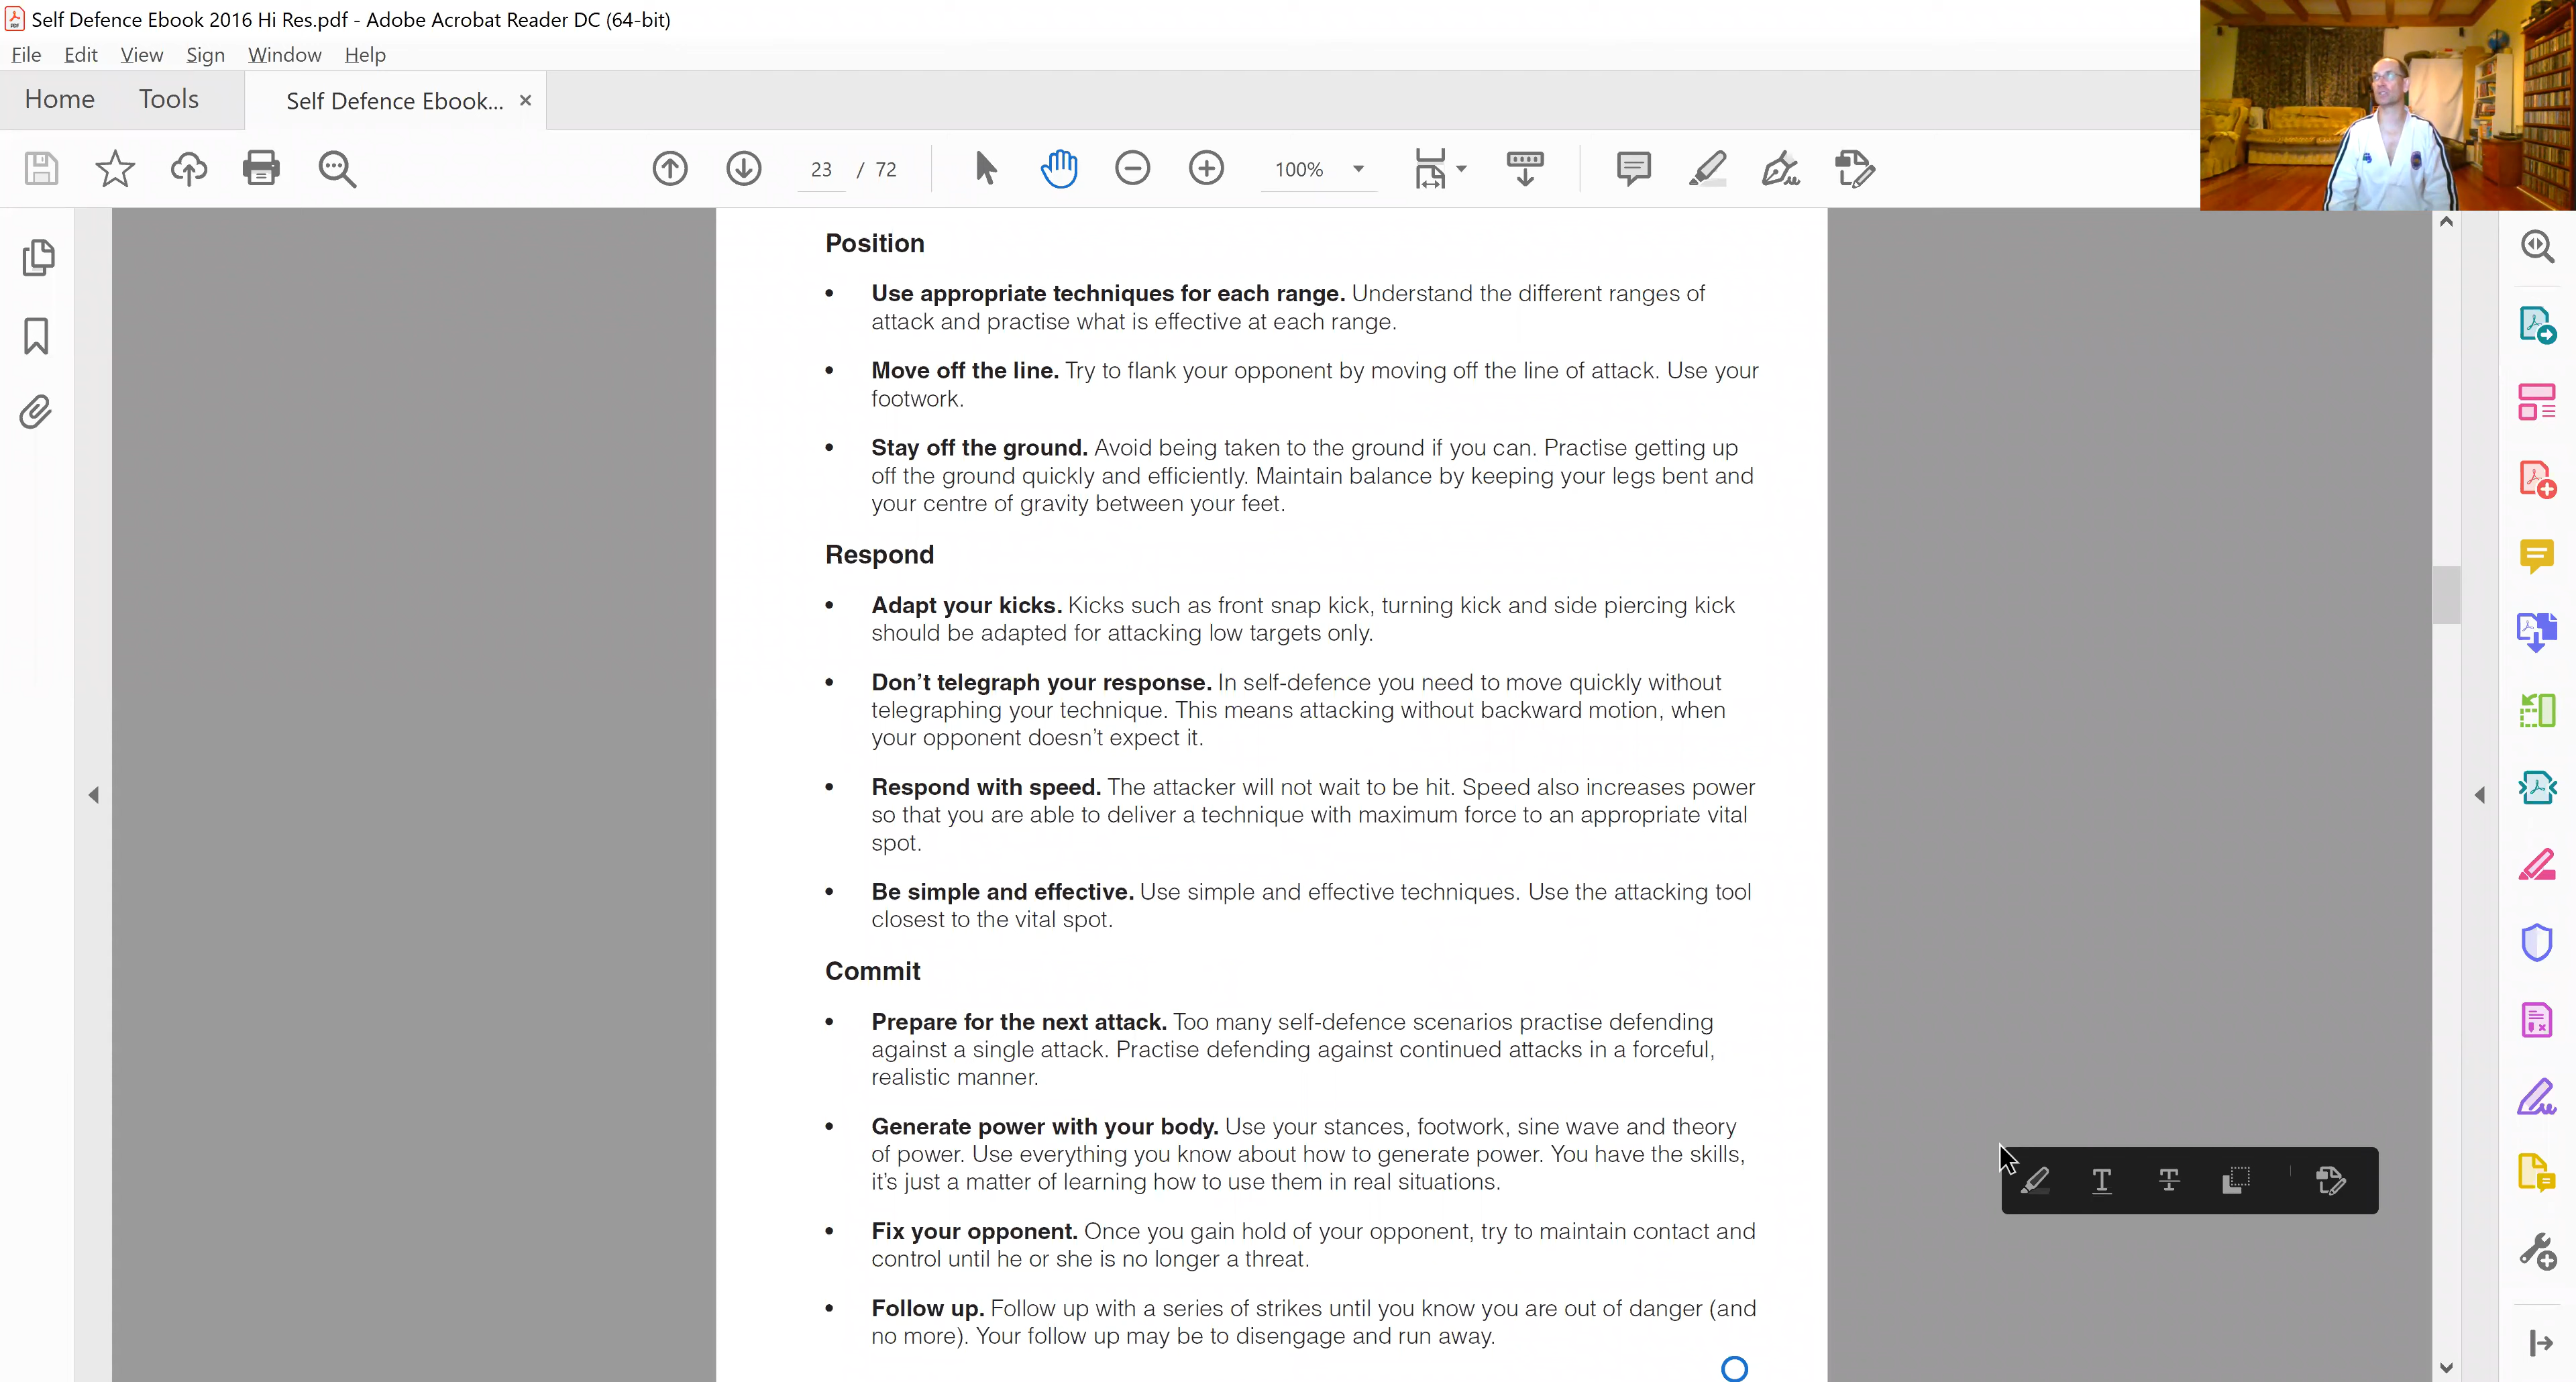 Self Defence Ebook 2016 Hi Res.pdf - Adobe Acrobat Reader DC (64-bit)
File Edit View Sign Window Help
Home Tools Self Defence Ebook... ×
23 / 72 100%
Position
• Use appropriate techniques for each range. Understand the different ranges of
attack and practise what is effective at each range.
• Move off the line. Try to flank your opponent by moving off the line of attack. Use your
footwork.
• Stay off the ground. Avoid being taken to the ground if you can. Practise getting up
off the ground quickly and efficiently. Maintain balance by keeping your legs bent and
your centre of gravity between your feet.
Respond
• Adapt your kicks. Kicks such as front snap kick, turning kick and side piercing kick
should be adapted for attacking low targets only.
• Don't telegraph your response. In self-defence you need to move quickly without
telegraphing your technique. This means attacking without backward motion, when
your opponent doesn't expect it.
• Respond with speed. The attacker will not wait to be hit. Speed also increases power
so that you are able to deliver a technique with maximum force to an appropriate vital
spot.
• Be simple and effective. Use simple and effective techniques. Use the attacking tool
closest to the vital spot.
Commit
• Prepare for the next attack. Too many self-defence scenarios practise defending
against a single attack. Practise defending against continued attacks in a forceful,
realistic manner.
• Generate power with your body. Use your stances, footwork, sine wave and theory
of power. Use everything you know about how to generate power. You have the skills,
it's just a matter of learning how to use them in real situations.
• Fix your opponent. Once you gain hold of your opponent, try to maintain contact and
control until he or she is no longer a threat.
• Follow up. Follow up with a series of strikes until you know you are out of danger (and
no more). Your follow up may be to disengage and run away.